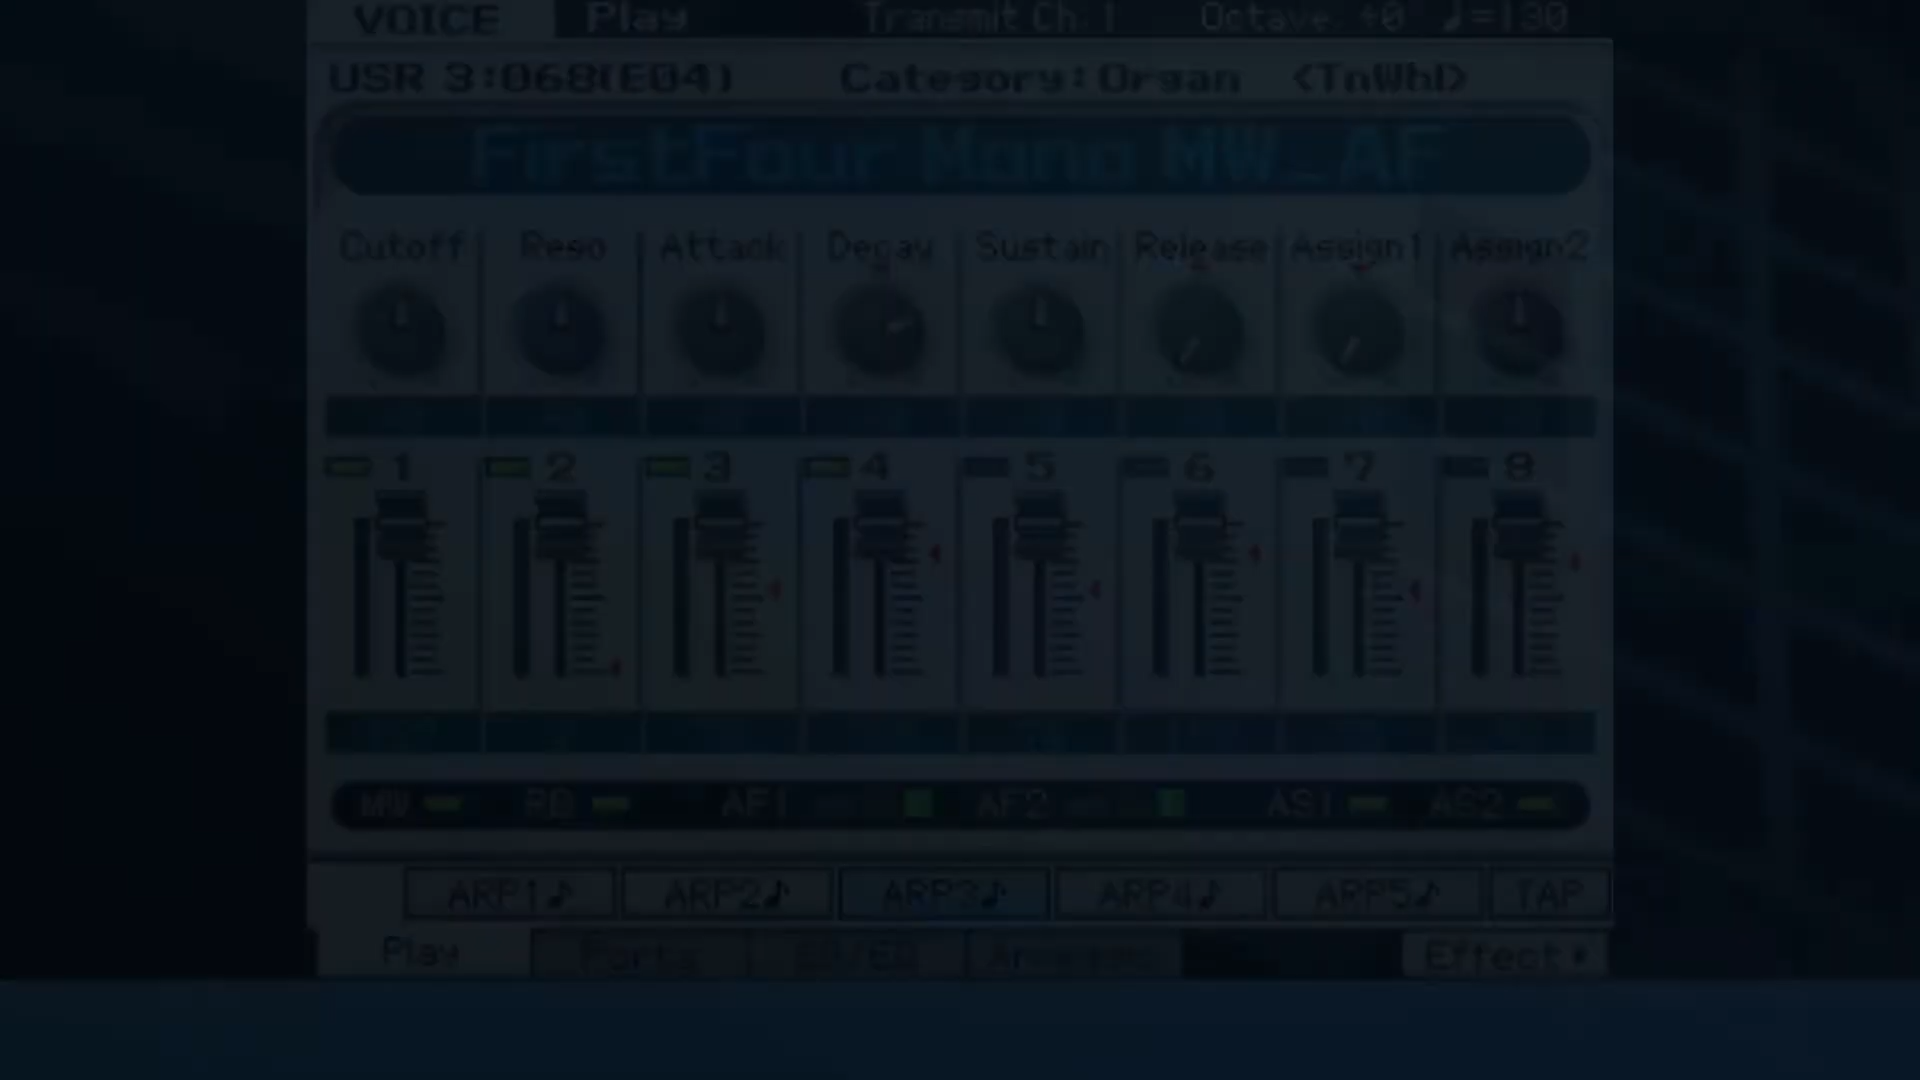 VOICE Play Transmit Ch. 1 Octave +0 ♩=130
USR 3:068(E04) Category:Organ <TnWhl>
FirstFour Mono MW_AF
Cutoff Reso Attack Decay Sustain Release Assign1 Assign2
1 2 3 4 5 6 7 8
MW RB AF1 AF2 AS1 AS2
ARP1♪ ARP2♪ ARP3♪ ARP4♪ ARP5♪ TAP
Play Effect